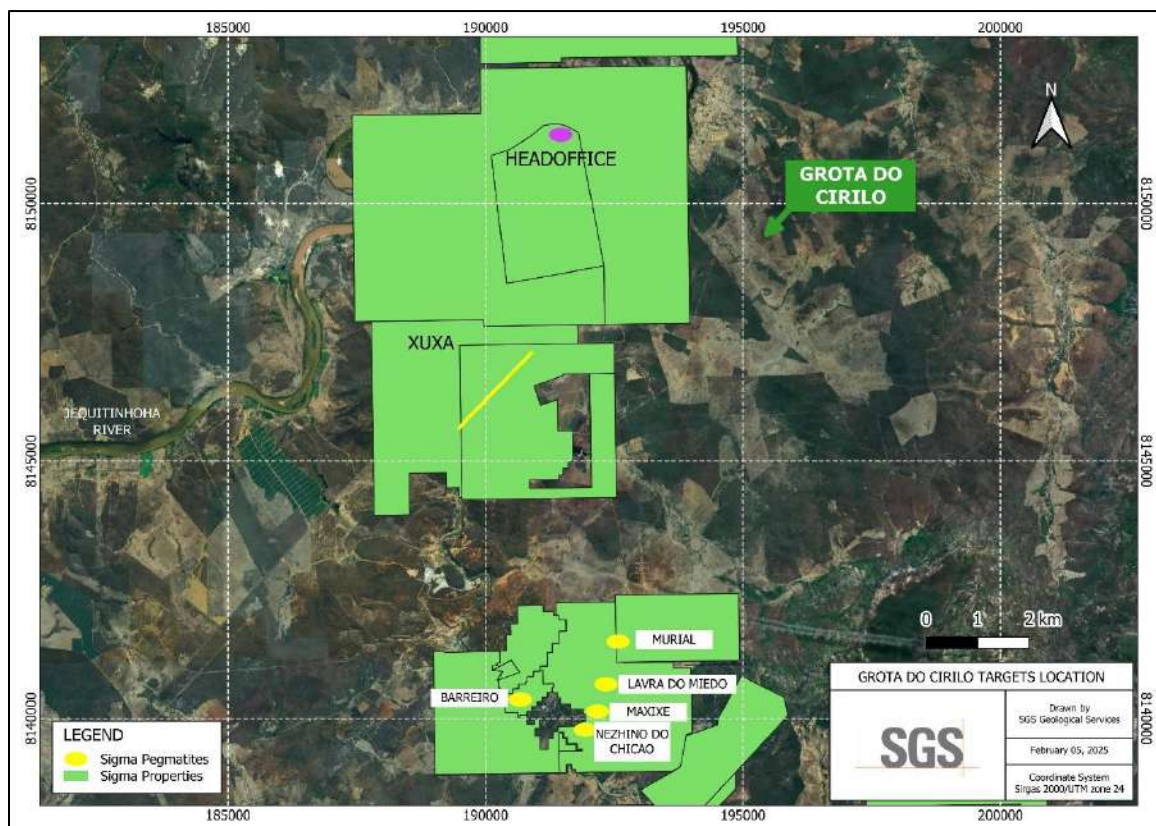 185000
190000
195000
200000
N
HEADOFFICE
GROTA DO
CIRILO
8150000
8150000
XUXA
JEQUITINHOHA
RIVER
8145000
8145000
0 1 2 km
MURIAL
LAVRA DO MIEDO
BARREIRO
MAXIXE
NEZHINO DO
CHICAO
8140000
8140000
LEGEND
Sigma Pegmatites
Sigma Properties
GROTA DO CIRILO TARGETS LOCATION
SGS
Drawn by
SGS Geological Services
February 05, 2025
Coordinate System
Sirgas 2000/UTM zone 24
185000
190000
195000
200000